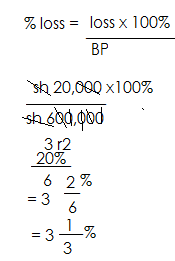 % loss = loss x 100%
BP
sh 20,000 x100%
sh 600,000
3 r2
20%
6 2 %
= 3
6
= 3 1 %
3